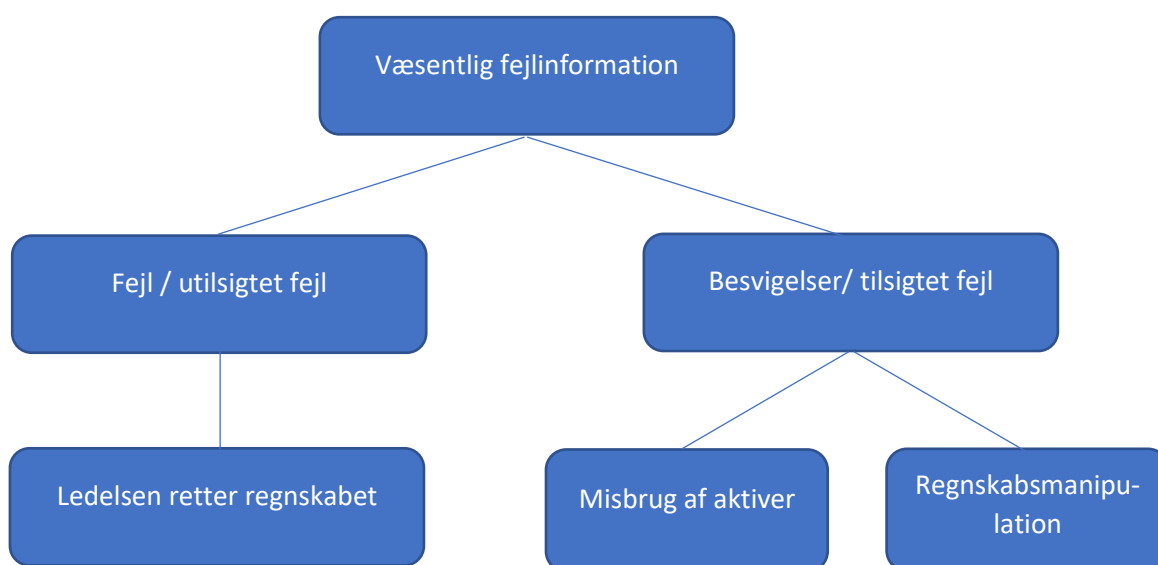 Væsentlig fejlinformation
Fejl / utilsigtet fejl
Besvigelser/ tilsigtet fejl
Ledelsen retter regnskabet
Misbrug af aktiver
Regnskabsmanipu-
lation